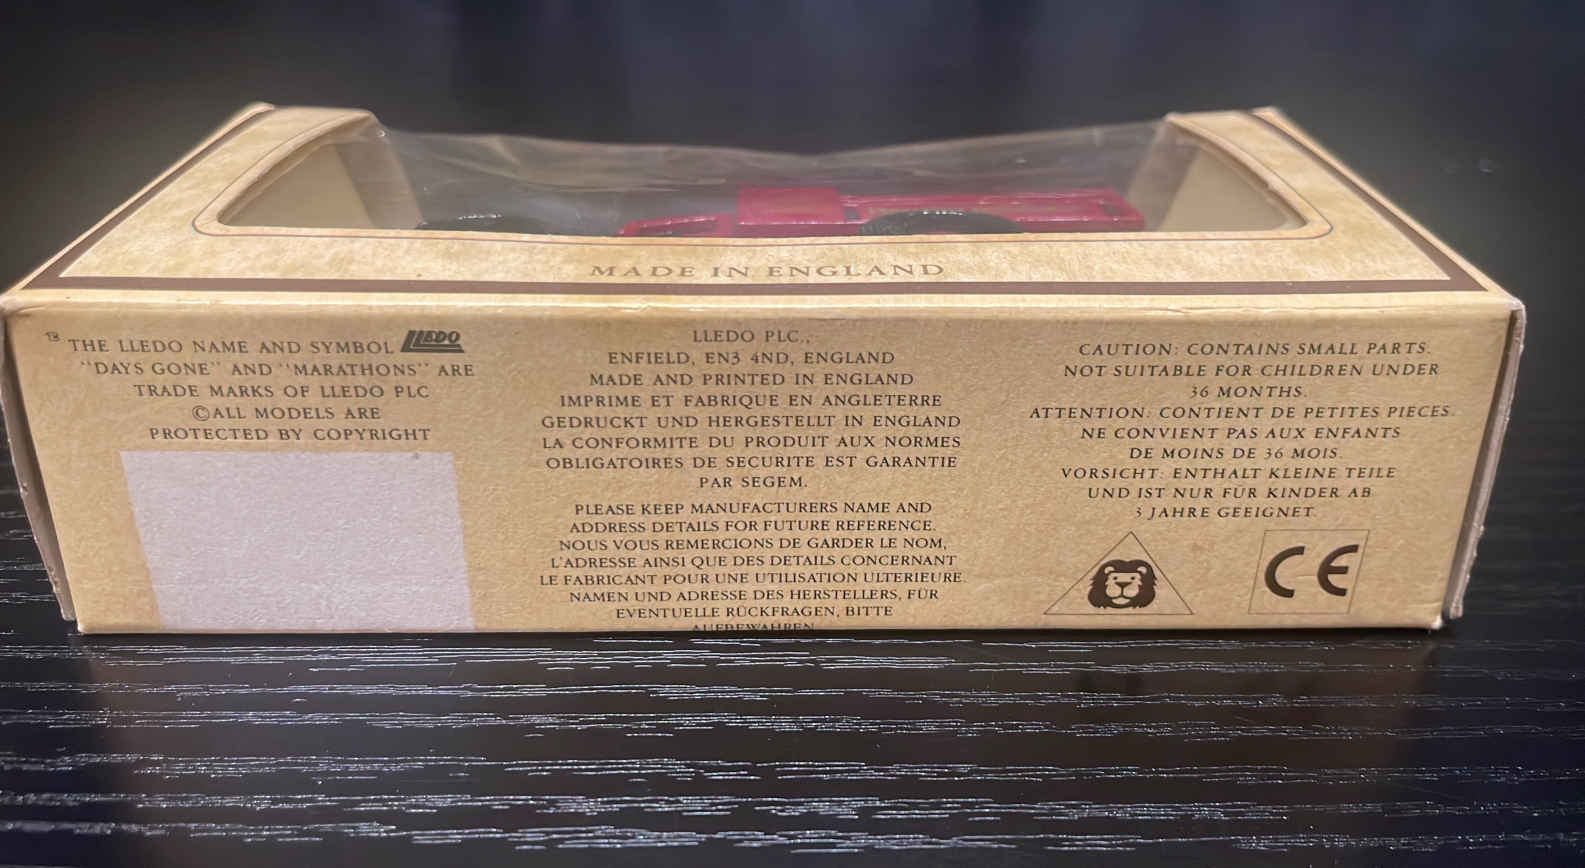 MADE IN ENGLAND
13
THE LLEDO NAME AND SYMBOL LLEDO
"DAYS GONE" AND "MARATHONS" ARE
TRADE MARKS OF LLEDO PLC
©ALL MODELS ARE
PROTECTED BY COPYRIGHT
LLEDO PLC.,
ENFIELD, EN3 4ND, ENGLAND
MADE AND PRINTED IN ENGLAND
IMPRIME ET FABRIQUE EN ANGLETERRE
GEDRUCKT UND HERGESTELLT IN ENGLAND
LA CONFORMITE DU PRODUIT AUX NORMES
OBLIGATOIRES DE SECURITE EST GARANTIE
PAR SEGEM.
PLEASE KEEP MANUFACTURERS NAME AND
ADDRESS DETAILS FOR FUTURE REFERENCE.
NOUS VOUS REMERCIONS DE GARDER LE NOM,
L'ADRESSE AINSI QUE DES DETAILS CONCERNANT
LE FABRICANT POUR UNE UTILISATION ULTERIEURE.
NAMEN UND ADRESSE DES HERSTELLERS, FÜR
EVENTUELLE RÜCKFRAGEN, BITTE
AUFBEWAHREN
CAUTION: CONTAINS SMALL PARTS.
NOT SUITABLE FOR CHILDREN UNDER
36 MONTHS.
ATTENTION: CONTIENT DE PETITES PIECES.
NE CONVIENT PAS AUX ENFANTS
DE MOINS DE 36 MOIS.
VORSICHT: ENTHALT KLEINE TEILE
UND IST NUR FÜR KINDER AB
3 JAHRE GEEIGNET.
CE